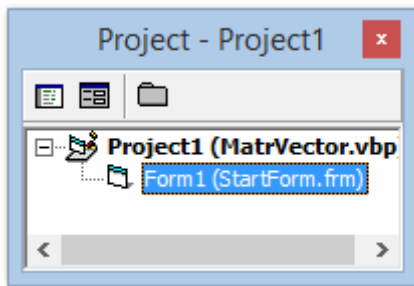 Project - Project1
Project1 (MatrVector.vbp
Form1 (StartForm.frm)